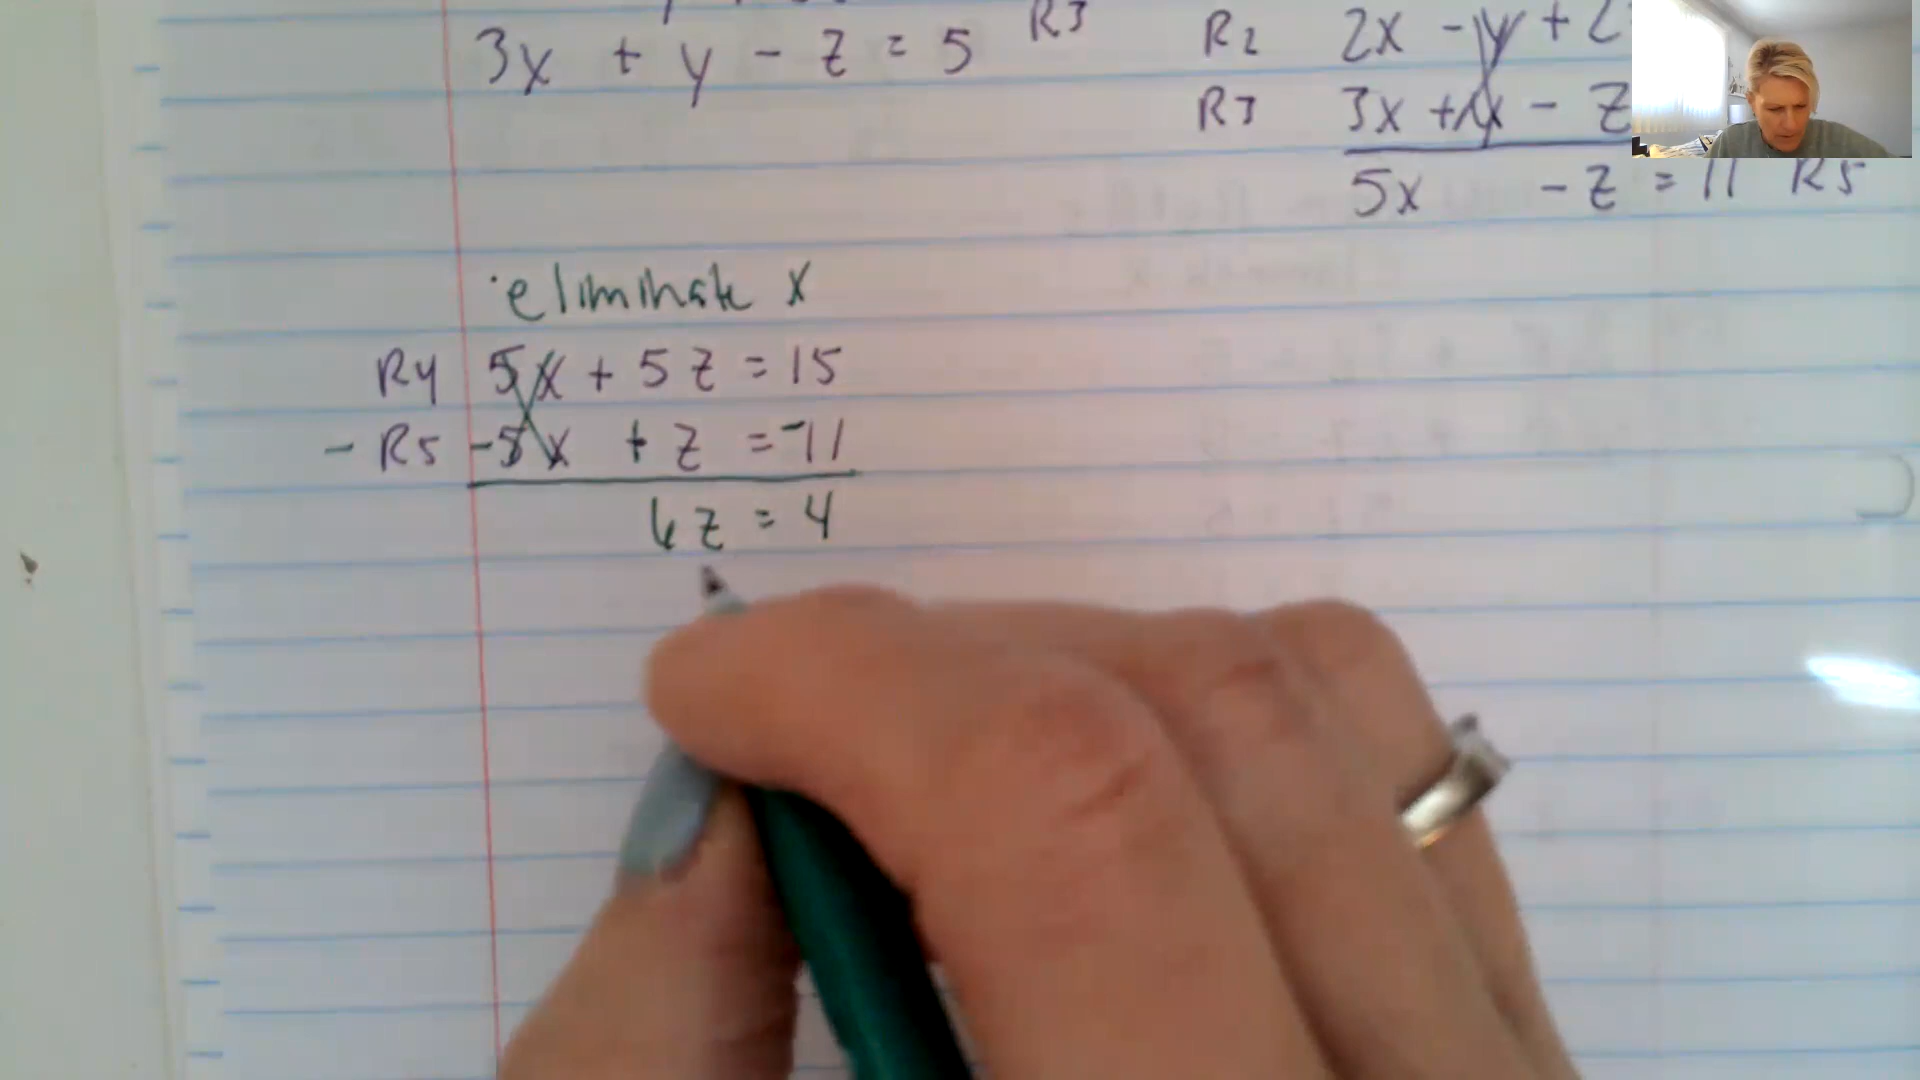 3x + y - z = 5 R3
R2 2x - y +
R3 3x + y - z
5x - z = 11 R5
eliminate x
R4 5x + 5z = 15
- R5 -5x + z = -11
6z = 4